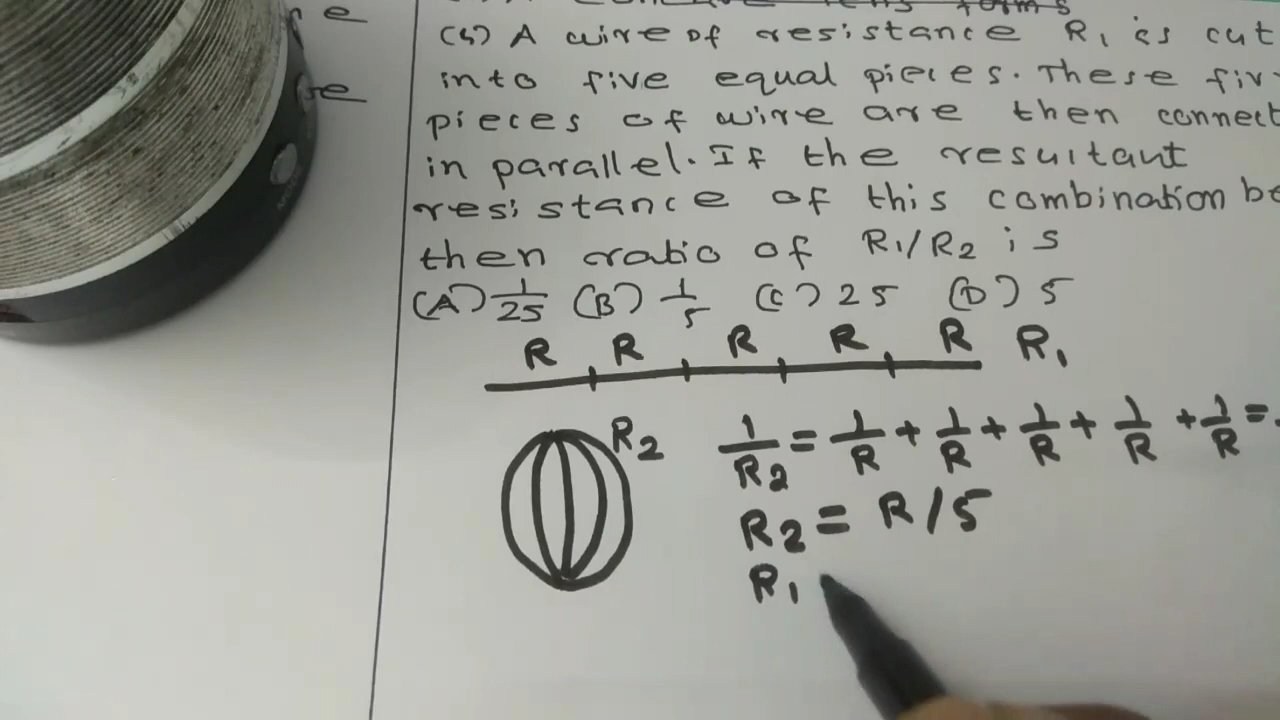 (5) A wire of resistance R1 is cut
into five equal pieces. These
pieces of wire are then connect
in parallel. If the resultant
resistance of this combination be
then ratio of R1/R2 is
(A) 1/25 (B) 1/5 (C) 25 (D) 5
R R R R R R1
R2 1/R2 = 1/R + 1/R + 1/R + 1/R + 1/R =
R2 = R/5
R1